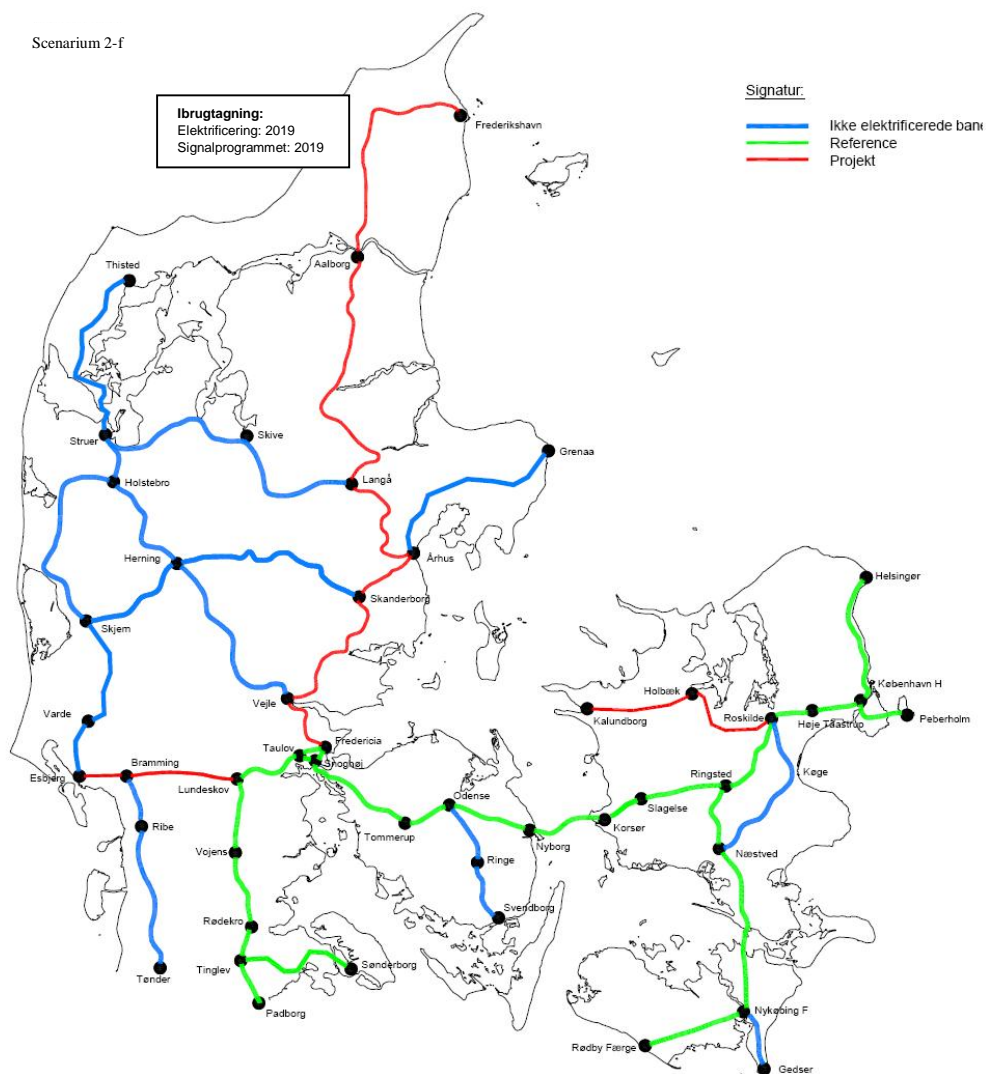 Scenarium 2-f
Ibrugtagning:
Elektrificering: 2019
Signalprogrammet: 2019
Signatur:
Ikke elektrificerede bane
Reference
Projekt
Frederikshavn
Aalborg
Thisted
Struer
Skive
Grenaa
Holstebro
Langå
Herning
Århus
Skanderborg
Helsingør
Skjern
Vejle
Holbæk
København H
Kalundborg
Roskilde
Høje Taastrup
Peberholm
Varde
Fredericia
Taulov
Snoghøj
Esbjerg
Bramming
Lundeskov
Køge
Ringsted
Odense
Slagelse
Korsør
Ribe
Tommerup
Nyborg
Næstved
Vojens
Ringe
Svendborg
Rødekro
Tinglev
Sønderborg
Tønder
Padborg
Nykøbing F
Rødby Færge
Gedser